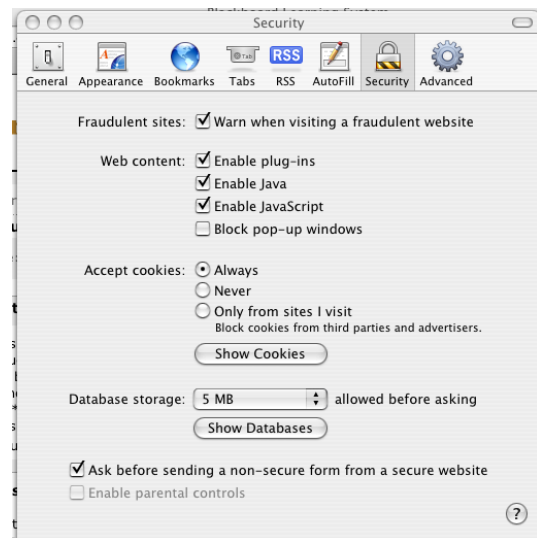 Security
@ Tab RSS
General Appearance Bookmarks Tabs RSS AutoFill Security Advanced
Fraudulent sites: Warn when visiting a fraudulent website
Web content: Enable plug-ins
Enable Java
Enable JavaScript
Block pop-up windows
Accept cookies: Always
Never
Only from sites I visit
Block cookies from third parties and advertisers.
Show Cookies
Database storage: 5 MB allowed before asking
Show Databases
Ask before sending a non-secure form from a secure website
Enable parental controls
?